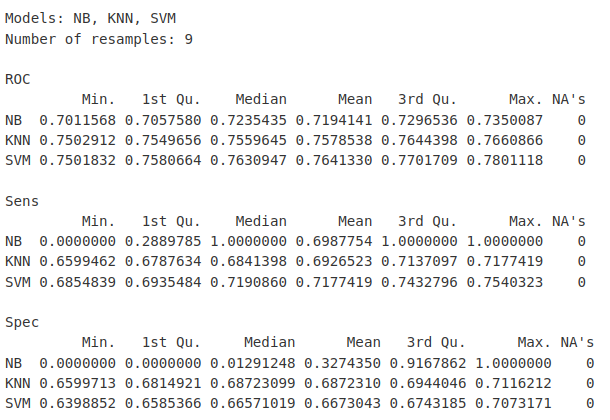 Models: NB, KNN, SVM
Number of resamples: 9
ROC
Min. 1st Qu. Median Mean 3rd Qu. Max. NA's
NB 0.7011568 0.7057580 0.7235435 0.7194141 0.7296536 0.7350087 0
KNN 0.7502912 0.7549656 0.7559645 0.7578538 0.7644398 0.7660866 0
SVM 0.7501832 0.7580664 0.7630947 0.7641330 0.7701709 0.7801118 0
Sens
Min. 1st Qu. Median Mean 3rd Qu. Max. NA's
NB 0.0000000 0.2889785 1.0000000 0.6987754 1.0000000 1.0000000 0
KNN 0.6599462 0.6787634 0.6841398 0.6926523 0.7137097 0.7177419 0
SVM 0.6854839 0.6935484 0.7190860 0.7177419 0.7432796 0.7540323 0
Spec
Min. 1st Qu. Median Mean 3rd Qu. Max. NA's
NB 0.0000000 0.0000000 0.01291248 0.3274350 0.9167862 1.0000000 0
KNN 0.6599713 0.6814921 0.68723099 0.6872310 0.6944046 0.7116212 0
SVM 0.6398852 0.6585366 0.66571019 0.6673043 0.6743185 0.7073171 0